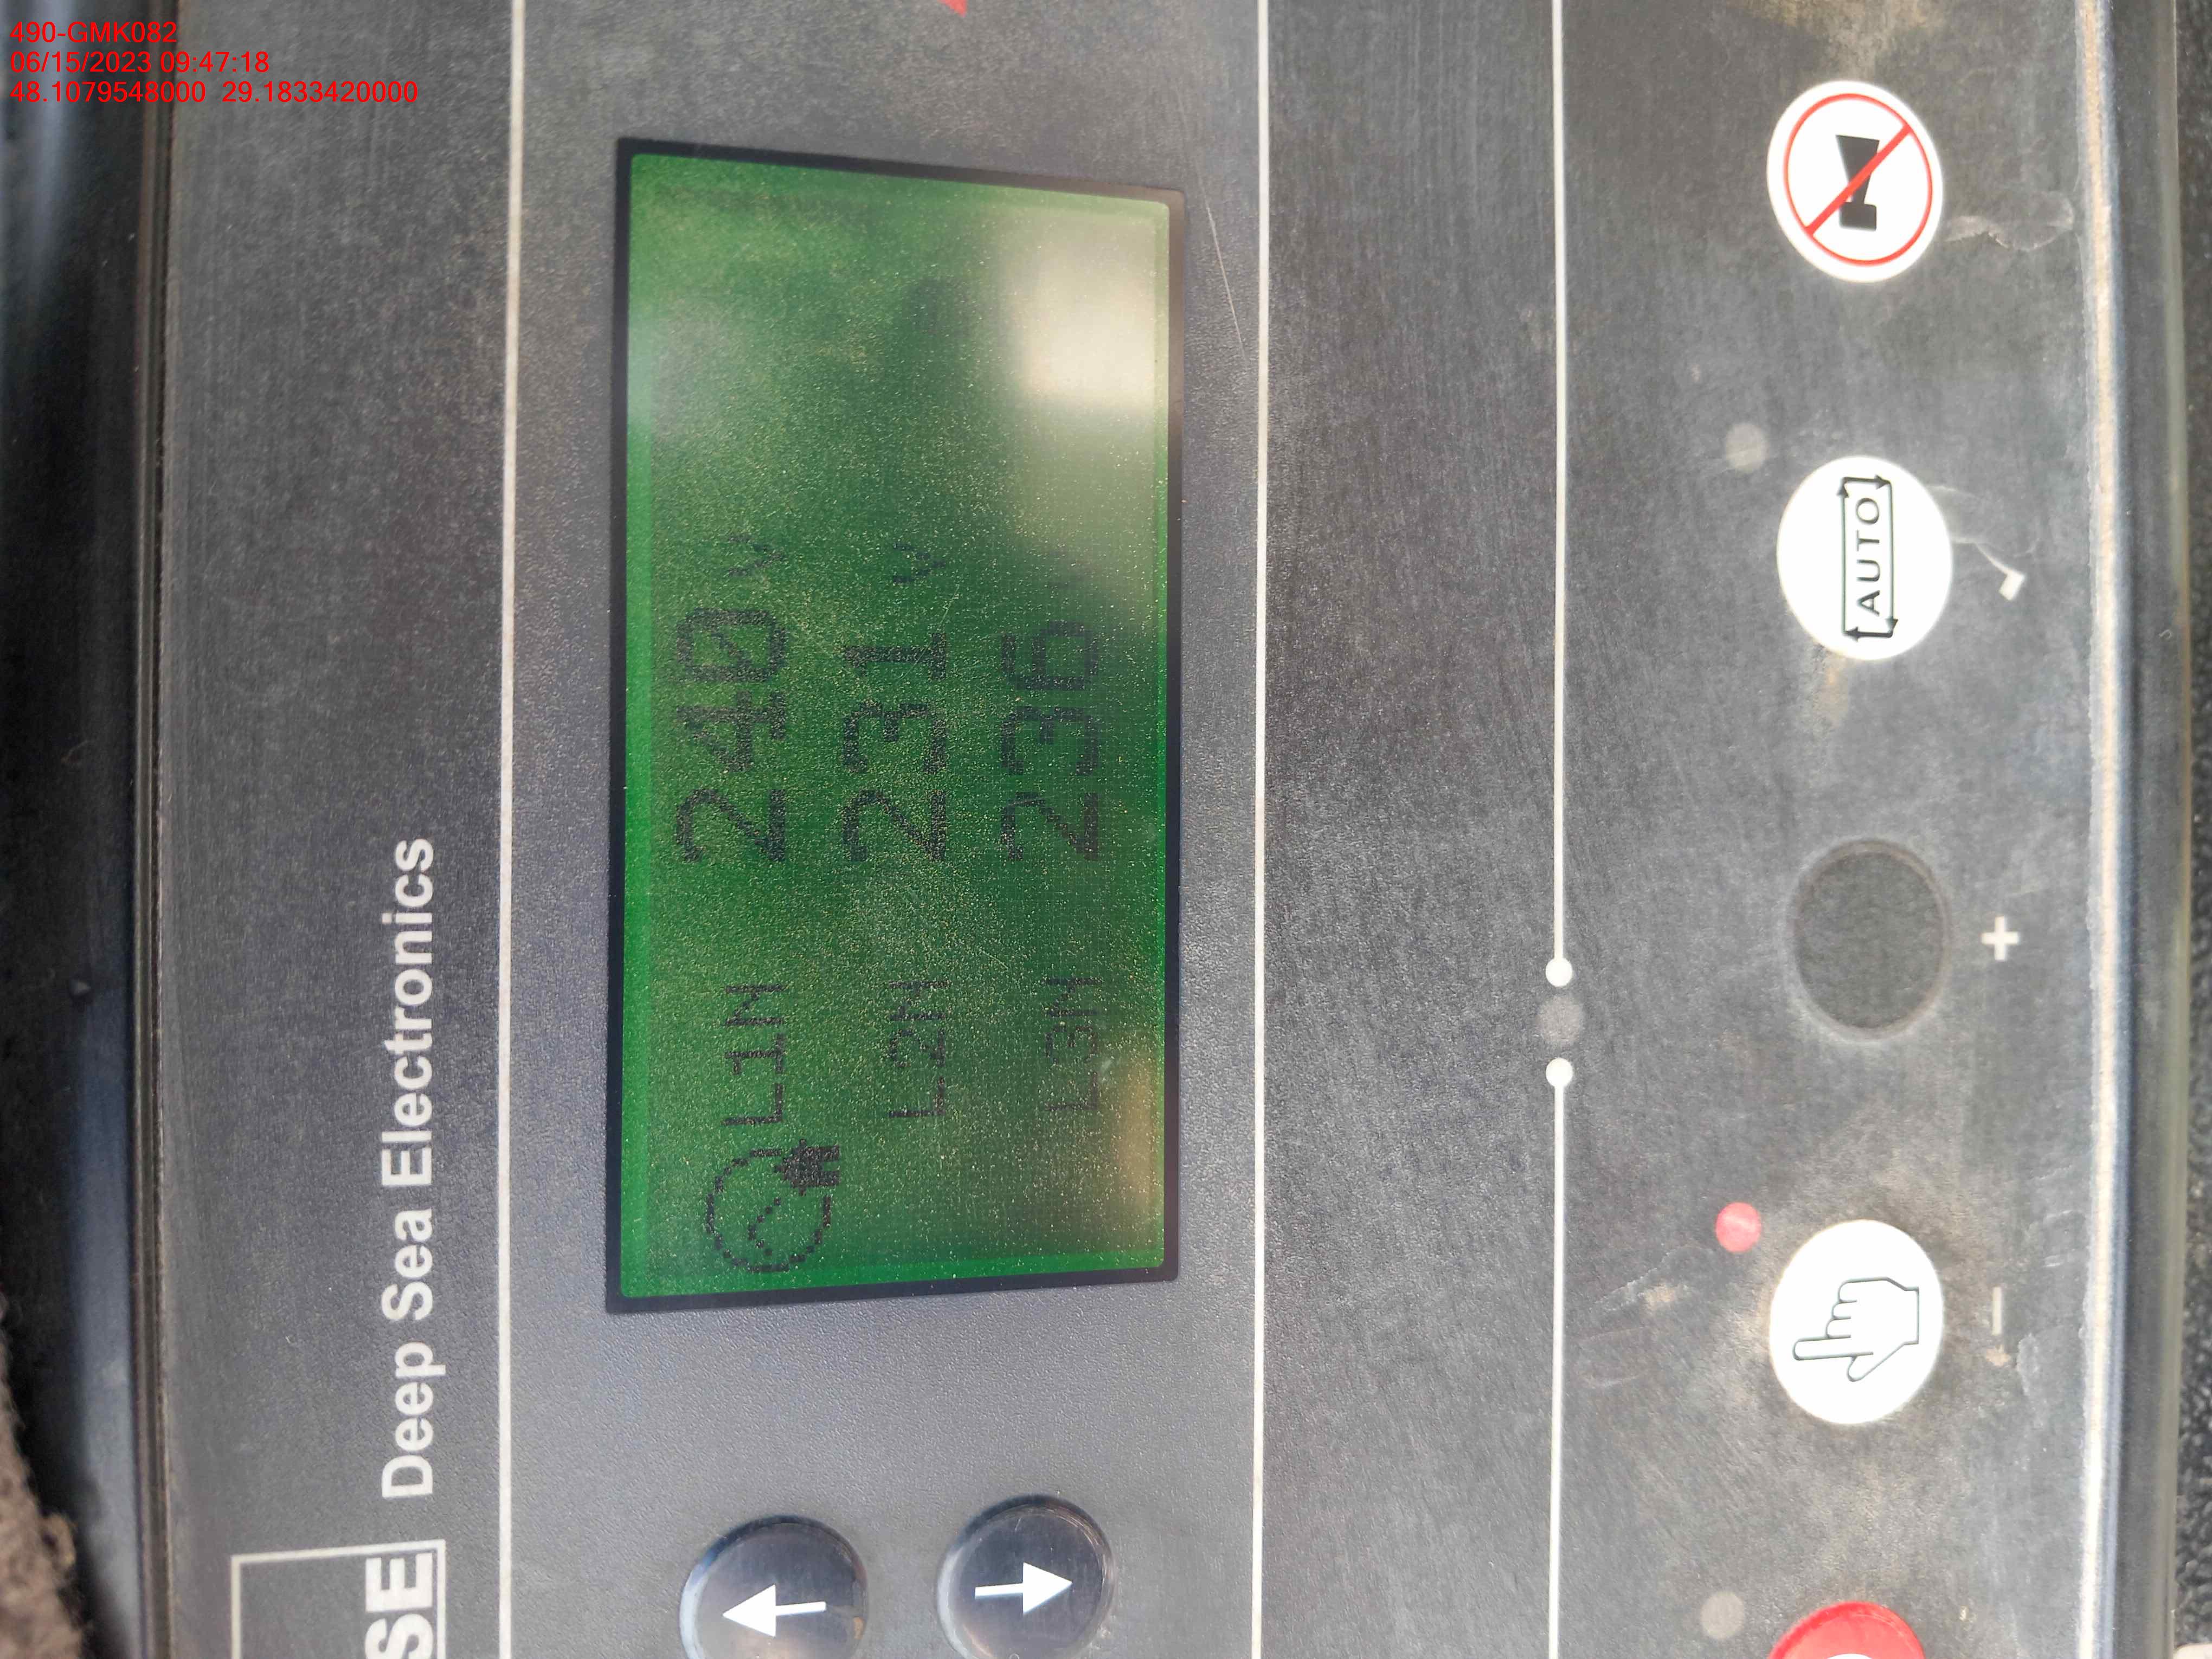 490-GMK082
06/15/2023 09:47:18
48.1079548000 29.1833420000
SE Deep Sea Electronics
L1N 240 v
L2N 231 v
L3N 236
AUTO
- +